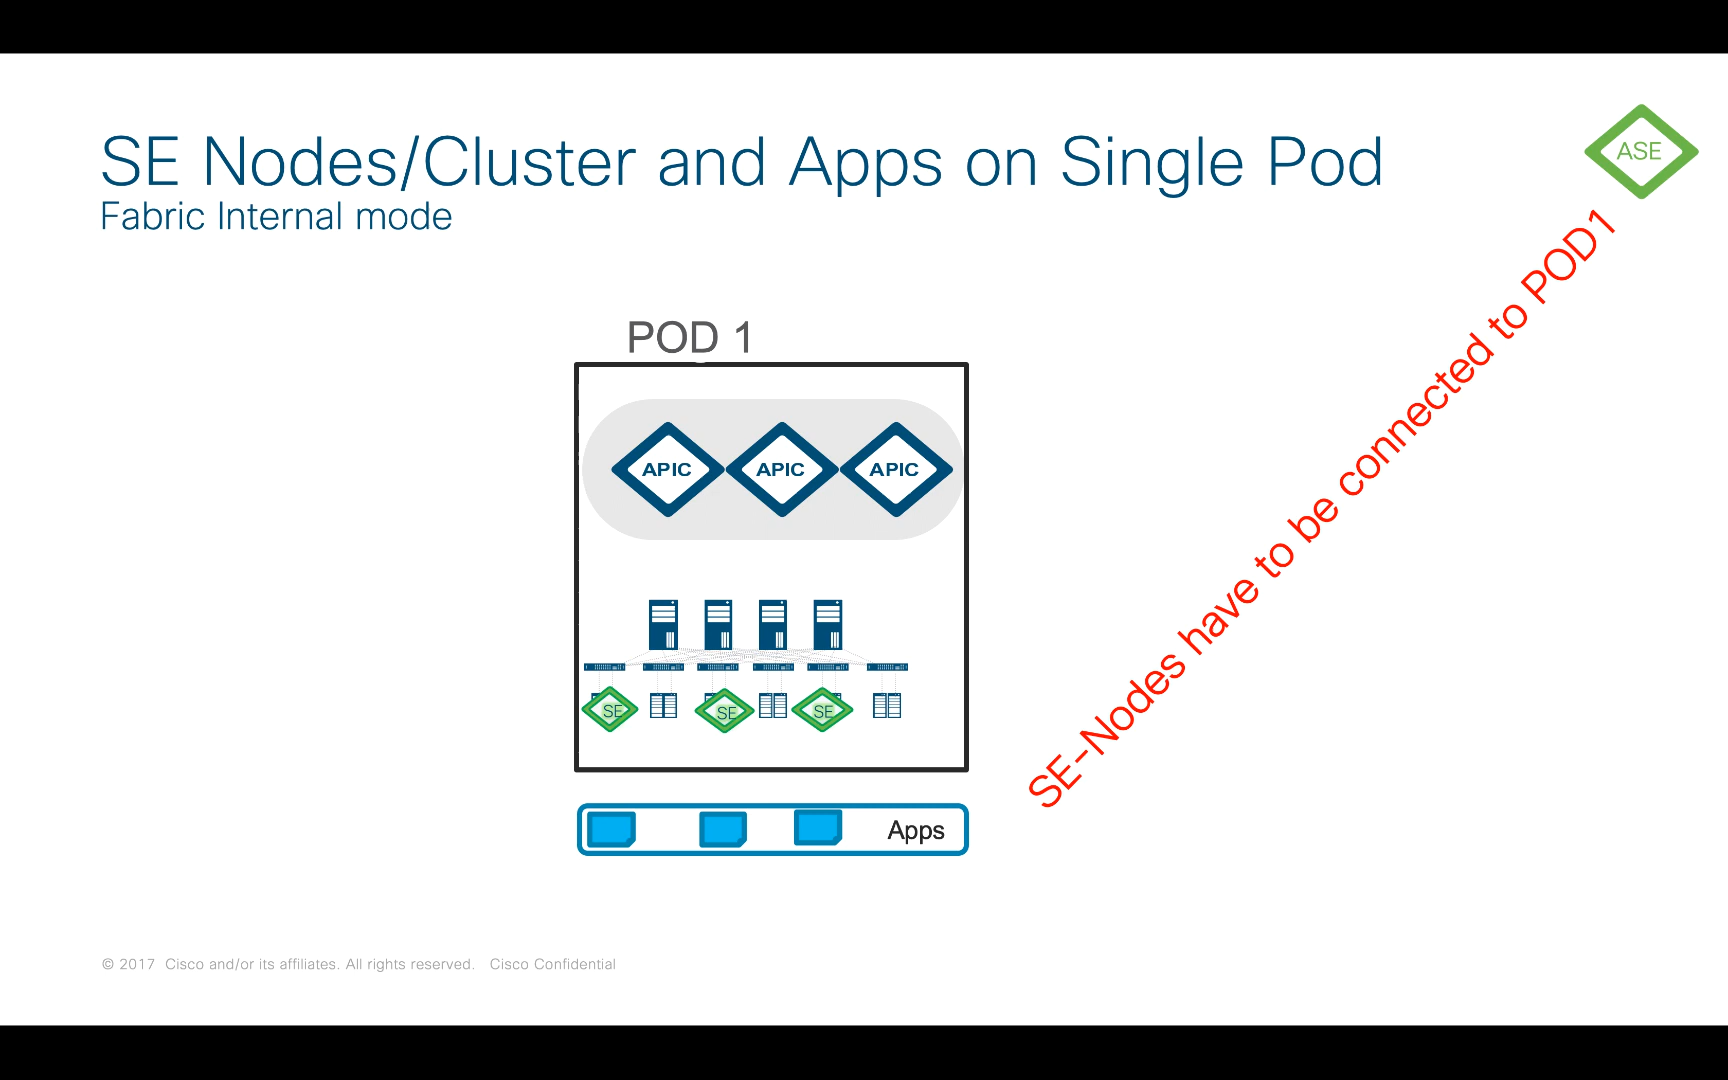 SE Nodes/Cluster and Apps on Single Pod
Fabric Internal mode
ASE
SE-Nodes have to be connected to POD1
POD 1
APIC APIC APIC
SE SE SE
Apps
© 2017 Cisco and/or its affiliates. All rights reserved. Cisco Confidential